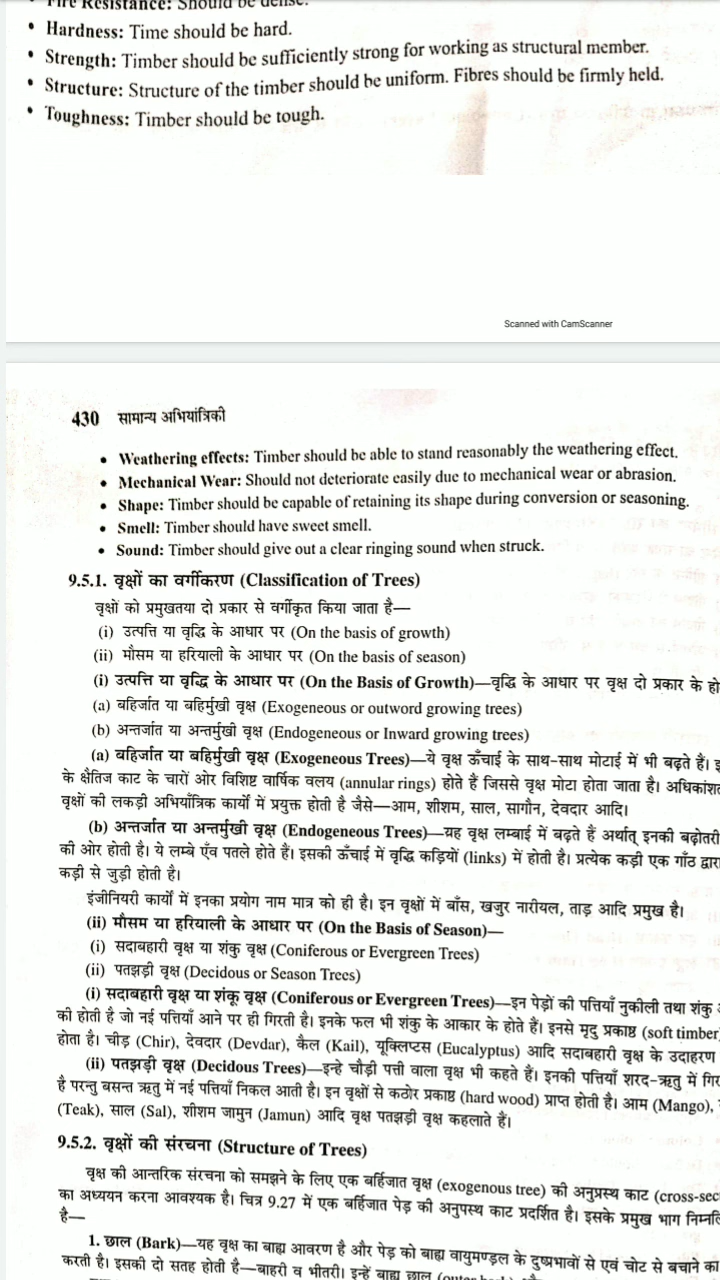 Fire Resistance: Should be dense.
• Hardness: Time should be hard.
• Strength: Timber should be sufficiently strong for working as structural member.
• Structure: Structure of the timber should be uniform. Fibres should be firmly held.
• Toughness: Timber should be tough.
Scanned with CamScanner
430 सामान्य अभियांत्रिकी
• Weathering effects: Timber should be able to stand reasonably the weathering effect.
• Mechanical Wear: Should not deteriorate easily due to mechanical wear or abrasion.
• Shape: Timber should be capable of retaining its shape during conversion or seasoning.
• Smell: Timber should have sweet smell.
• Sound: Timber should give out a clear ringing sound when struck.
9.5.1. वृक्षों का वर्गीकरण (Classification of Trees)
वृक्षों को प्रमुखतया दो प्रकार से वर्गीकृत किया जाता है—
(i) उत्पत्ति या वृद्धि के आधार पर (On the basis of growth)
(ii) मौसम या हरियाली के आधार पर (On the basis of season)
(i) उत्पत्ति या वृद्धि के आधार पर (On the Basis of Growth)—वृद्धि के आधार पर वृक्ष दो प्रकार के हो
(a) बहिर्जात या बहिर्मुखी वृक्ष (Exogeneous or outword growing trees)
(b) अन्तर्जात या अन्तर्मुखी वृक्ष (Endogeneous or Inward growing trees)
(a) बहिर्जात या बहिर्मुखी वृक्ष (Exogeneous Trees)—ये वृक्ष ऊँचाई के साथ-साथ मोटाई में भी बढ़ते हैं।
के क्षैतिज काट के चारों ओर विशिष्ट वार्षिक वलय (annular rings) होते हैं जिससे वृक्ष मोटा होता जाता है। अधिकांशत
वृक्षों की लकड़ी अभियाँत्रिक कार्यो में प्रयुक्त होती है जैसे—आम, शीशम, साल, सागौन, देवदार आदि।
(b) अन्तर्जात या अन्तर्मुखी वृक्ष (Endogeneous Trees)—यह वृक्ष लम्बाई में बढ़ते हैं अर्थात् इनकी बढ़ोतरी
की ओर होती है। ये लम्बे एँव पतले होते हैं। इसकी ऊँचाई में वृद्धि कड़ियों (links) में होती है। प्रत्येक कड़ी एक गाँठ द्वारा
कड़ी से जुड़ी होती है।
इंजीनियरी कार्यों में इनका प्रयोग नाम मात्र को ही है। इन वृक्षों में बाँस, खजुर नारीयल, ताड़ आदि प्रमुख है।
(ii) मौसम या हरियाली के आधार पर (On the Basis of Season)—
(i) सदाबहारी वृक्ष या शंकु वृक्ष (Coniferous or Evergreen Trees)
(ii) पतझड़ी वृक्ष (Decidous or Season Trees)
(i) सदाबहारी वृक्ष या शंकू वृक्ष (Coniferous or Evergreen Trees)—इन पेड़ों की पत्तियाँ नुकीली तथा शंकु
की होती है जो नई पत्तियाँ आने पर ही गिरती है। इनके फल भी शंकु के आकार के होते हैं। इनसे मृदु प्रकाष्ठ (soft timber)
होता है। चीड़ (Chir), देवदार (Devdar), कैल (Kail), यूक्लिप्टस (Eucalyptus) आदि सदाबहारी वृक्ष के उदाहरण
(ii) पतझड़ी वृक्ष (Decidous Trees)—इन्हे चौड़ी पत्ती वाला वृक्ष भी कहते हैं। इनकी पत्तियाँ शरद-ऋतु में गिर
है परन्तु बसन्त ऋतु में नई पत्तियाँ निकल आती है। इन वृक्षों से कठोर प्रकाष्ठ (hard wood) प्राप्त होती है। आम (Mango),
(Teak), साल (Sal), शीशम जामुन (Jamun) आदि वृक्ष पतझड़ी वृक्ष कहलाते हैं।
9.5.2. वृक्षों की संरचना (Structure of Trees)
वृक्ष की आन्तरिक संरचना को समझने के लिए एक बर्हिजात वृक्ष (exogenous tree) की अनुप्रस्थ काट (cross-sec
का अध्ययन करना आवश्यक है। चित्र 9.27 में एक बर्हिजात पेड़ की अनुपस्थ काट प्रदर्शित है। इसके प्रमुख भाग निम्नलि
है—
1. छाल (Bark)—यह वृक्ष का बाह्य आवरण है और पेड़ को बाह्य वायुमण्डल के दुष्प्रभावों से एवं चोट से बचाने का
करती है। इसकी दो सतह होती है—बाहरी व भीतरी। इन्हें बाह्य छाल (outer bark)